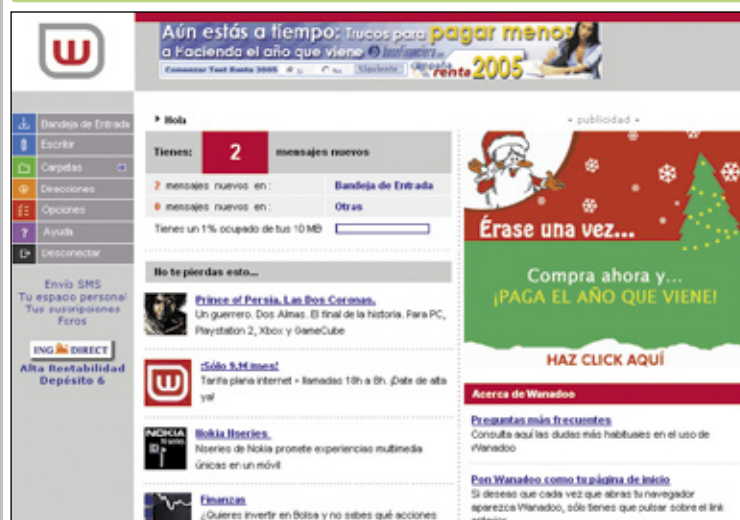 Aún estás a tiempo: Trucos para pagar menos
a Hacienda el año que viene
Comenzar Test Renta 2005 Siguiente
renta 2005
Bandeja de Entrada
Escribir
Carpetas
Direcciones
Opciones
Ayuda
Desconectar
Envío SMS
Tu espacio personal
Tus suscripciones
Foros
ING DIRECT
Alta Rentabilidad
Depósito 6
Hola
Tienes: 2 mensajes nuevos
2 mensajes nuevos en: Bandeja de Entrada
0 mensajes nuevos en: Otras
Tienes un 1% ocupado de tus 10 MB
No te pierdas esto...
Prince of Persia, Las Dos Coronas.
Un guerrero. Dos Almas. El final de la historia. Para PC,
Playstation 2, Xbox y GameCube
¡Sólo 9,9€/mes!
Tarifa plana internet + llamadas 18h a 8h. ¡Date de alta
ya!
NOKIA
Nseries
Nokia Nseries.
Nseries de Nokia promete experiencias multimedia
únicas en un móvil
Finanzas
¿Quieres invertir en Bolsa y no sabes qué acciones
- publicidad -
Érase una vez...
Compra ahora y...
¡PAGA EL AÑO QUE VIENE!
HAZ CLICK AQUÍ
Acerca de Wanadoo
Preguntas más frecuentes
Consulta aquí las dudas más habituales en el uso de
Wanadoo
Pon Wanadoo como tu página de inicio
Si deseas que cada vez que abras tu navegador
aparezca Wanadoo, sólo tienes que pulsar sobre el link